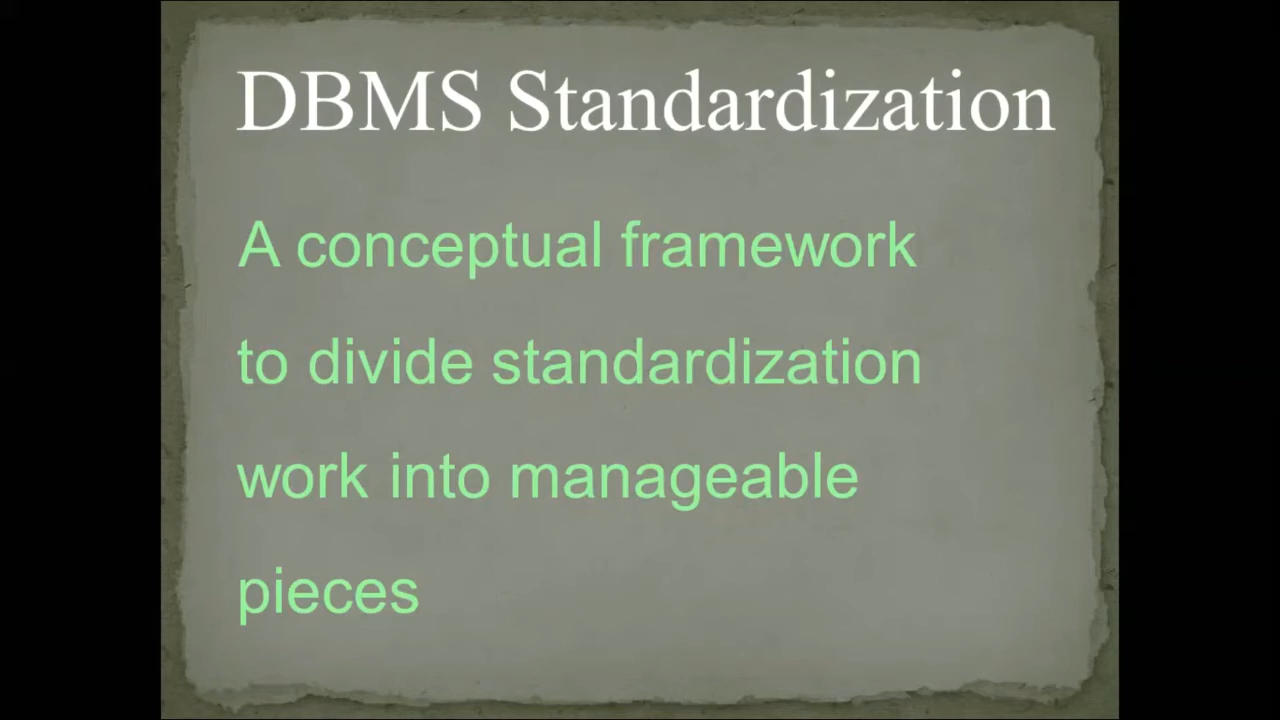 DBMS Standardization
A conceptual framework
to divide standardization
work into manageable
pieces